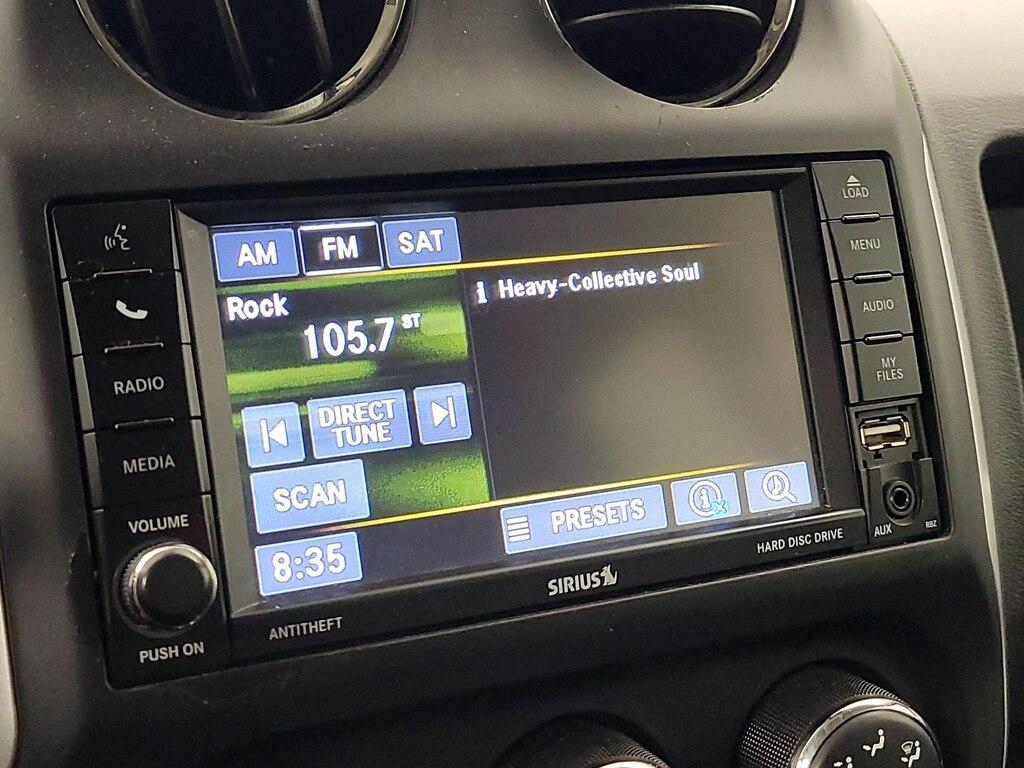 AM
FM
SAT
Rock
105.7 ST
i Heavy-Collective Soul
DIRECT
TUNE
SCAN
PRESETS
8:35
RADIO
MEDIA
VOLUME
PUSH ON
ANTITHEFT
SIRIUS
HARD DISC DRIVE
LOAD
MENU
AUDIO
MY
FILES
AUX
RBZ